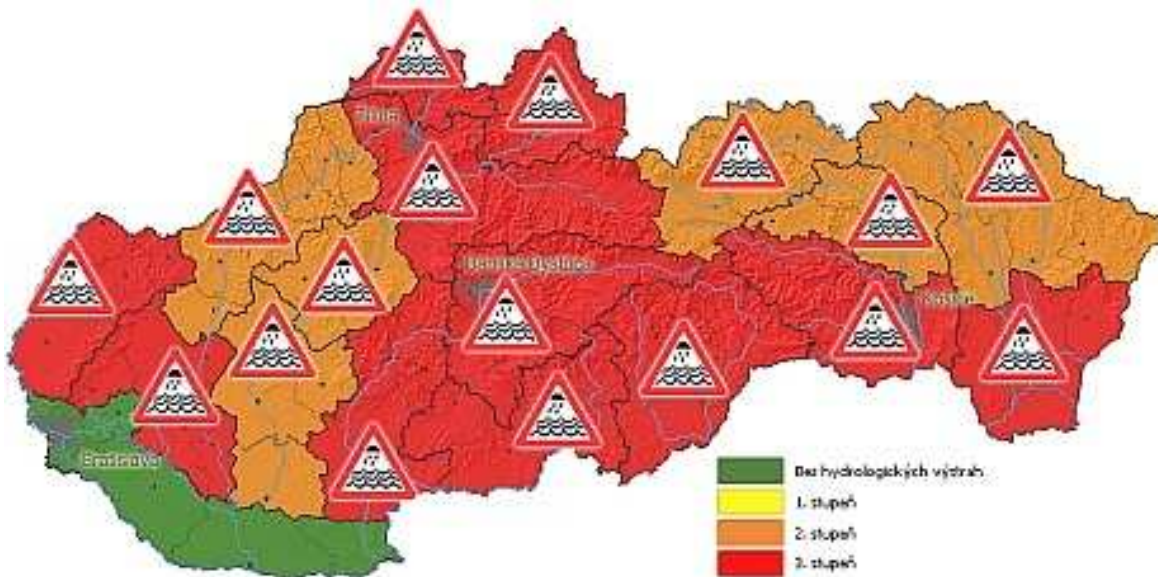 Žilina
Banská Bystrica
Košice
Bratislava
Bez hydrologických výstrah
1. stupeň
2. stupeň
3. stupeň